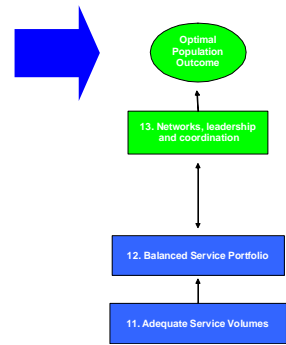 Optimal
Population
Outcome
13. Networks, leadership
and coordination
12. Balanced Service Portfolio
11. Adequate Service Volumes